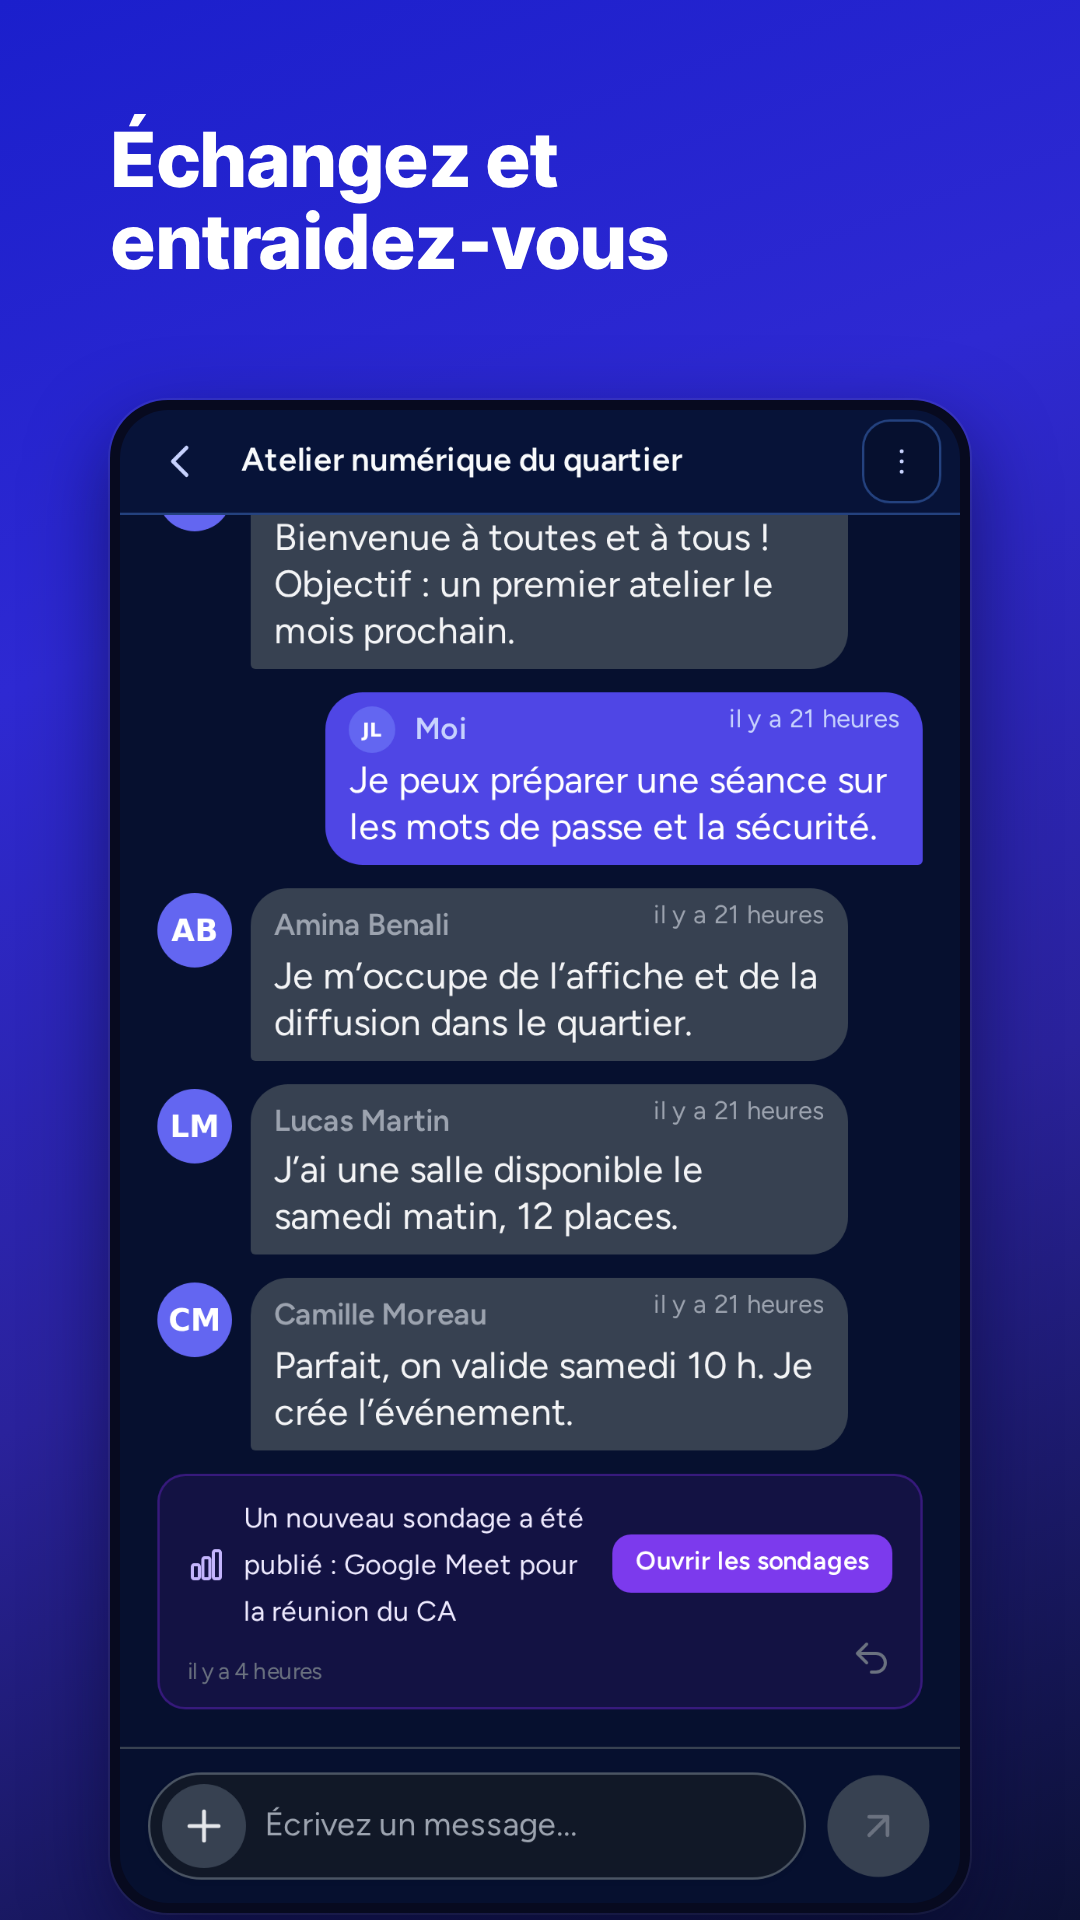 Échangez et
entraidez-vous
Atelier numérique du quartier
Bienvenue à toutes et à tous !
Objectif : un premier atelier le
mois prochain.
JL Moi il y a 21 heures
Je peux préparer une séance sur
les mots de passe et la sécurité.
AB Amina Benali il y a 21 heures
Je m’occupe de l’affiche et de la
diffusion dans le quartier.
LM Lucas Martin il y a 21 heures
J’ai une salle disponible le
samedi matin, 12 places.
CM Camille Moreau il y a 21 heures
Parfait, on valide samedi 10 h. Je
crée l’événement.
Un nouveau sondage a été
publié : Google Meet pour
la réunion du CA
Ouvrir les sondages
il y a 4 heures
Écrivez un message...